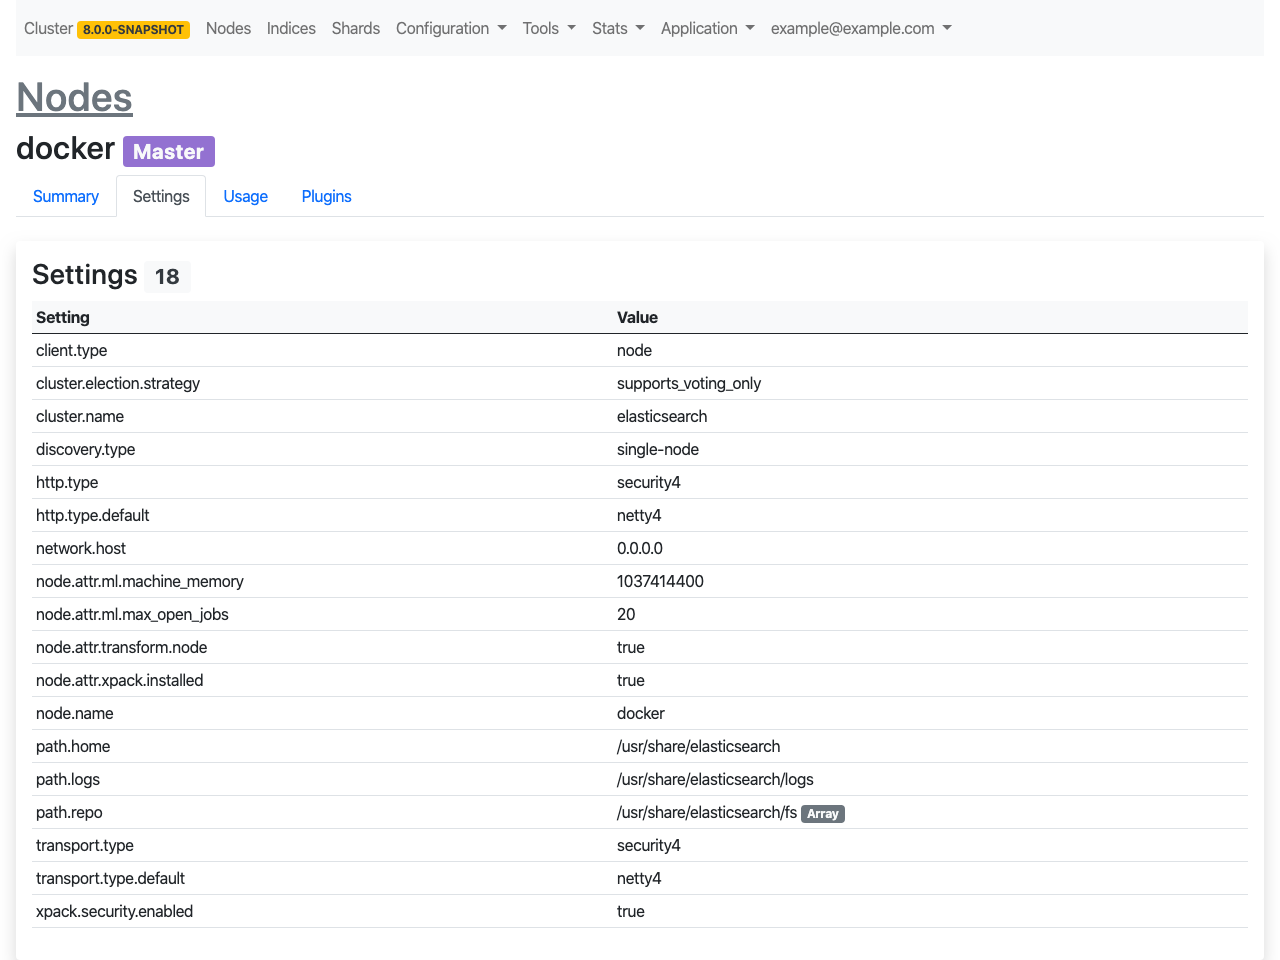 Cluster 8.0.0-SNAPSHOT Nodes Indices Shards Configuration Tools Stats Application example@example.com
Nodes
docker Master
Summary Settings Usage Plugins
Settings 18
Setting Value
client.type node
cluster.election.strategy supports_voting_only
cluster.name elasticsearch
discovery.type single-node
http.type security4
http.type.default netty4
network.host 0.0.0.0
node.attr.ml.machine_memory 1037414400
node.attr.ml.max_open_jobs 20
node.attr.transform.node true
node.attr.xpack.installed true
node.name docker
path.home /usr/share/elasticsearch
path.logs /usr/share/elasticsearch/logs
path.repo /usr/share/elasticsearch/fs Array
transport.type security4
transport.type.default netty4
xpack.security.enabled true